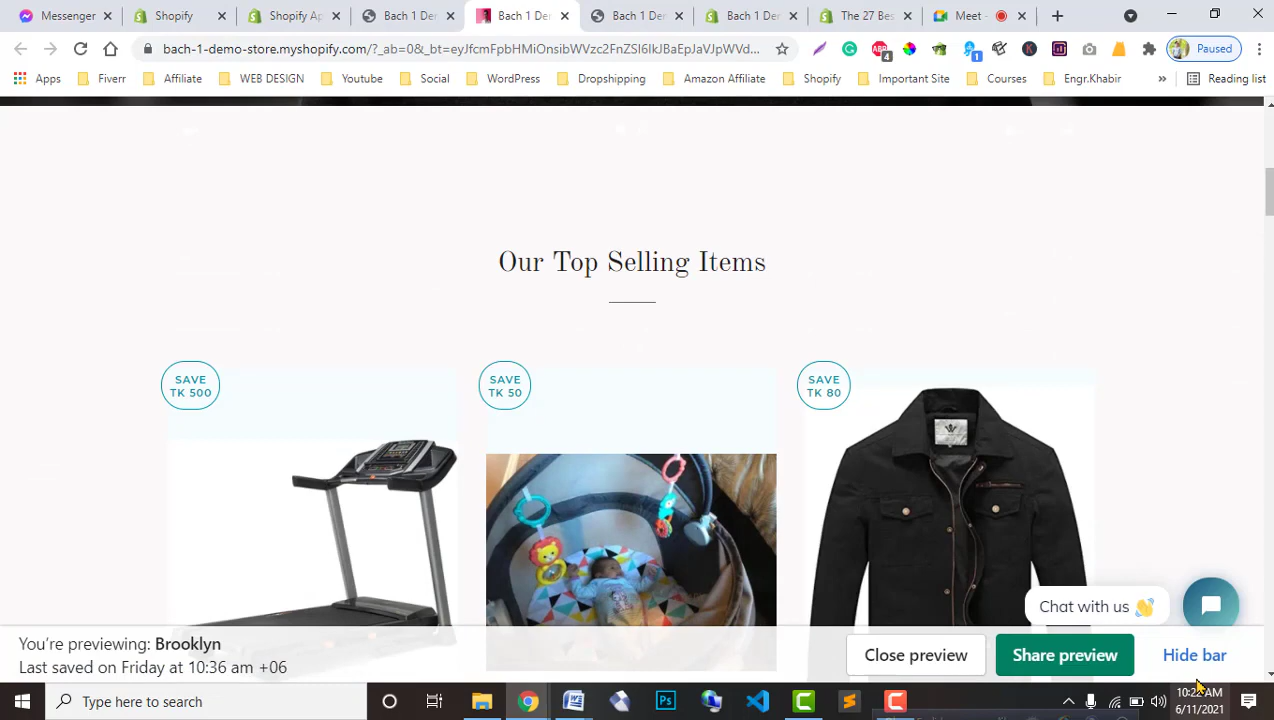 Messenger
Shopify
Shopify Ap
Bach 1 De
Bach 1 De
Bach 1 De
Bach 1 De
The 27 Bes
Meet -
bach-1-demo-store.myshopify.com/?_ab=0&_bt=eyJfcmFpbHMiOnsibWVzc2FnZSI6IkJBaEpJaVJpWVd...
4
1
Paused
Apps
Fiverr
Affiliate
WEB DESIGN
Youtube
Social
WordPress
Dropshipping
Amazon Affiliate
Shopify
Important Site
Courses
Engr.Khabir
»
Reading list
Our Top Selling Items
SAVE
TK 500
SAVE
TK 50
SAVE
TK 80
Chat with us 👋
You're previewing: Brooklyn
Last saved on Friday at 10:36 am +06
Close preview
Share preview
Hide bar
Type here to search
Ps
AM
6/11/2021